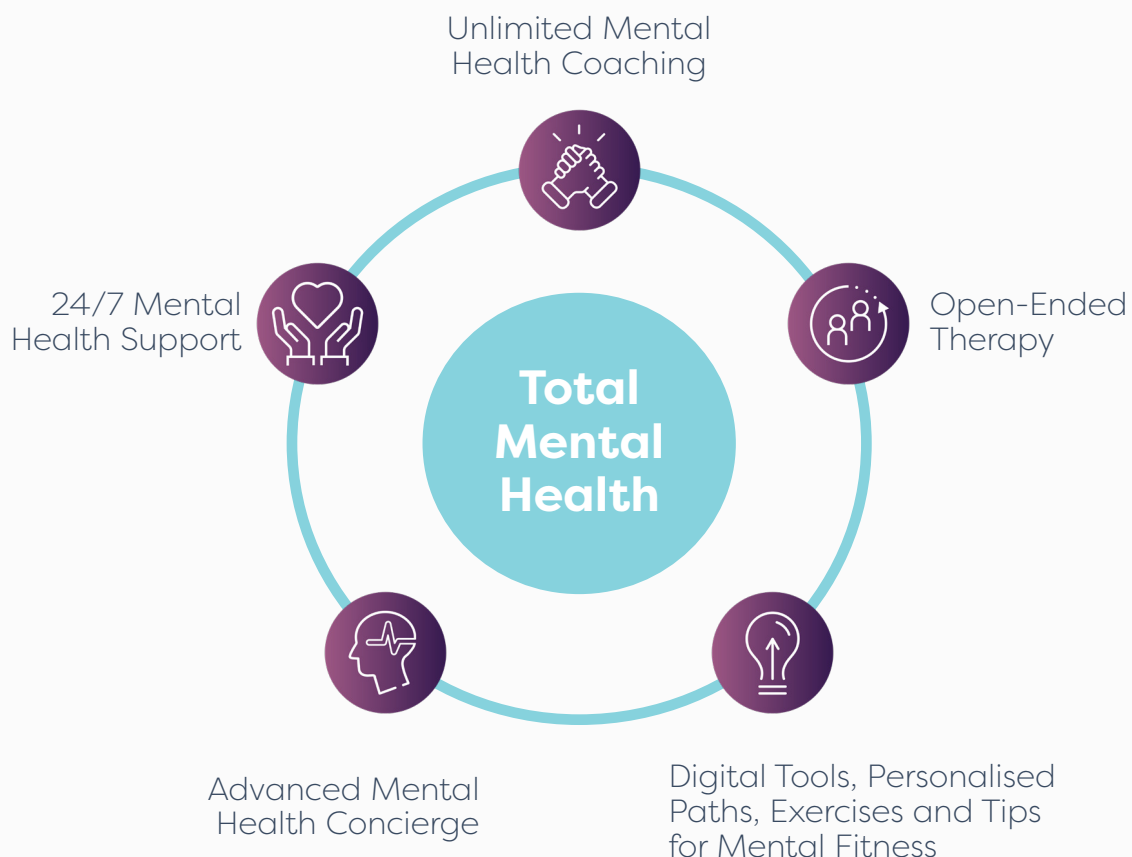 Unlimited Mental
Health Coaching
24/7 Mental
Health Support
Open-Ended
Therapy
Total
Mental
Health
Advanced Mental
Health Concierge
Digital Tools, Personalised
Paths, Exercises and Tips
for Mental Fitness